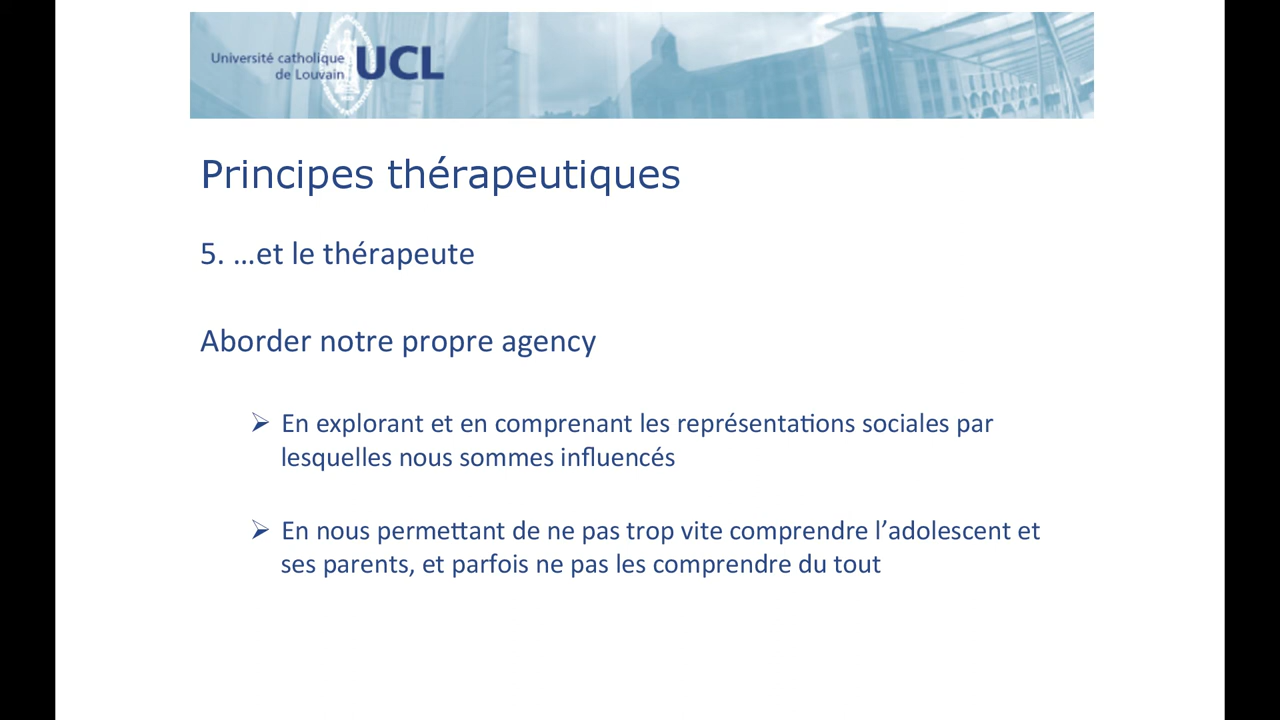 Université catholique
de Louvain
UCL
Principes thérapeutiques
5. …et le thérapeute
Aborder notre propre agency
➢ En explorant et en comprenant les représentations sociales par
lesquelles nous sommes influencés
➢ En nous permettant de ne pas trop vite comprendre l’adolescent et
ses parents, et parfois ne pas les comprendre du tout